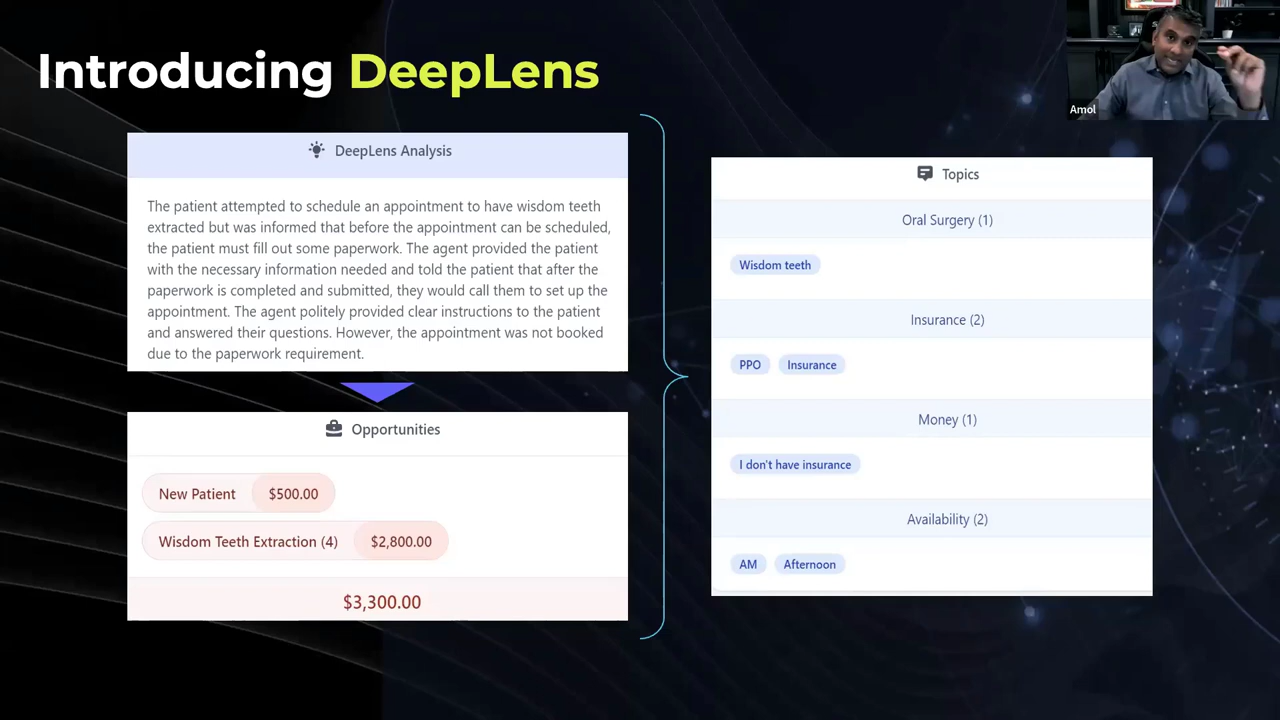 Introducing DeepLens
Amol
DeepLens Analysis
The patient attempted to schedule an appointment to have wisdom teeth
extracted but was informed that before the appointment can be scheduled,
the patient must fill out some paperwork. The agent provided the patient
with the necessary information needed and told the patient that after the
paperwork is completed and submitted, they would call them to set up the
appointment. The agent politely provided clear instructions to the patient
and answered their questions. However, the appointment was not booked
due to the paperwork requirement.
Opportunities
New Patient $500.00
Wisdom Teeth Extraction (4) $2,800.00
$3,300.00
Topics
Oral Surgery (1)
Wisdom teeth
Insurance (2)
PPO Insurance
Money (1)
I don't have insurance
Availability (2)
AM Afternoon